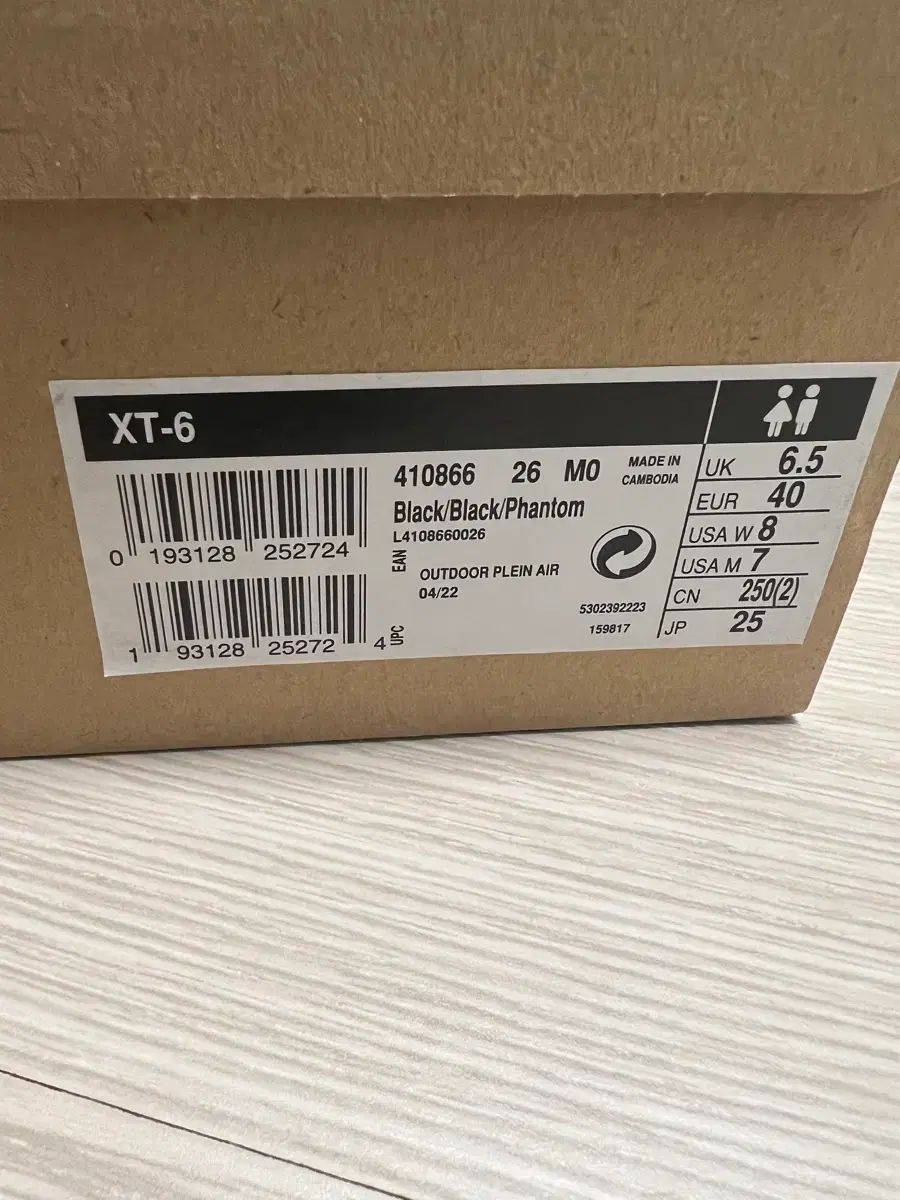 XT-6
0 193128 252724
EAN
1 93128 25272 4
UPC
410866 26 M0
Black/Black/Phantom
L4108660026
OUTDOOR PLEIN AIR
04/22
MADE IN
CAMBODIA
5302392223
159817
UK 6.5
EUR 40
USA W 8
USA M 7
CN 250(2)
JP 25